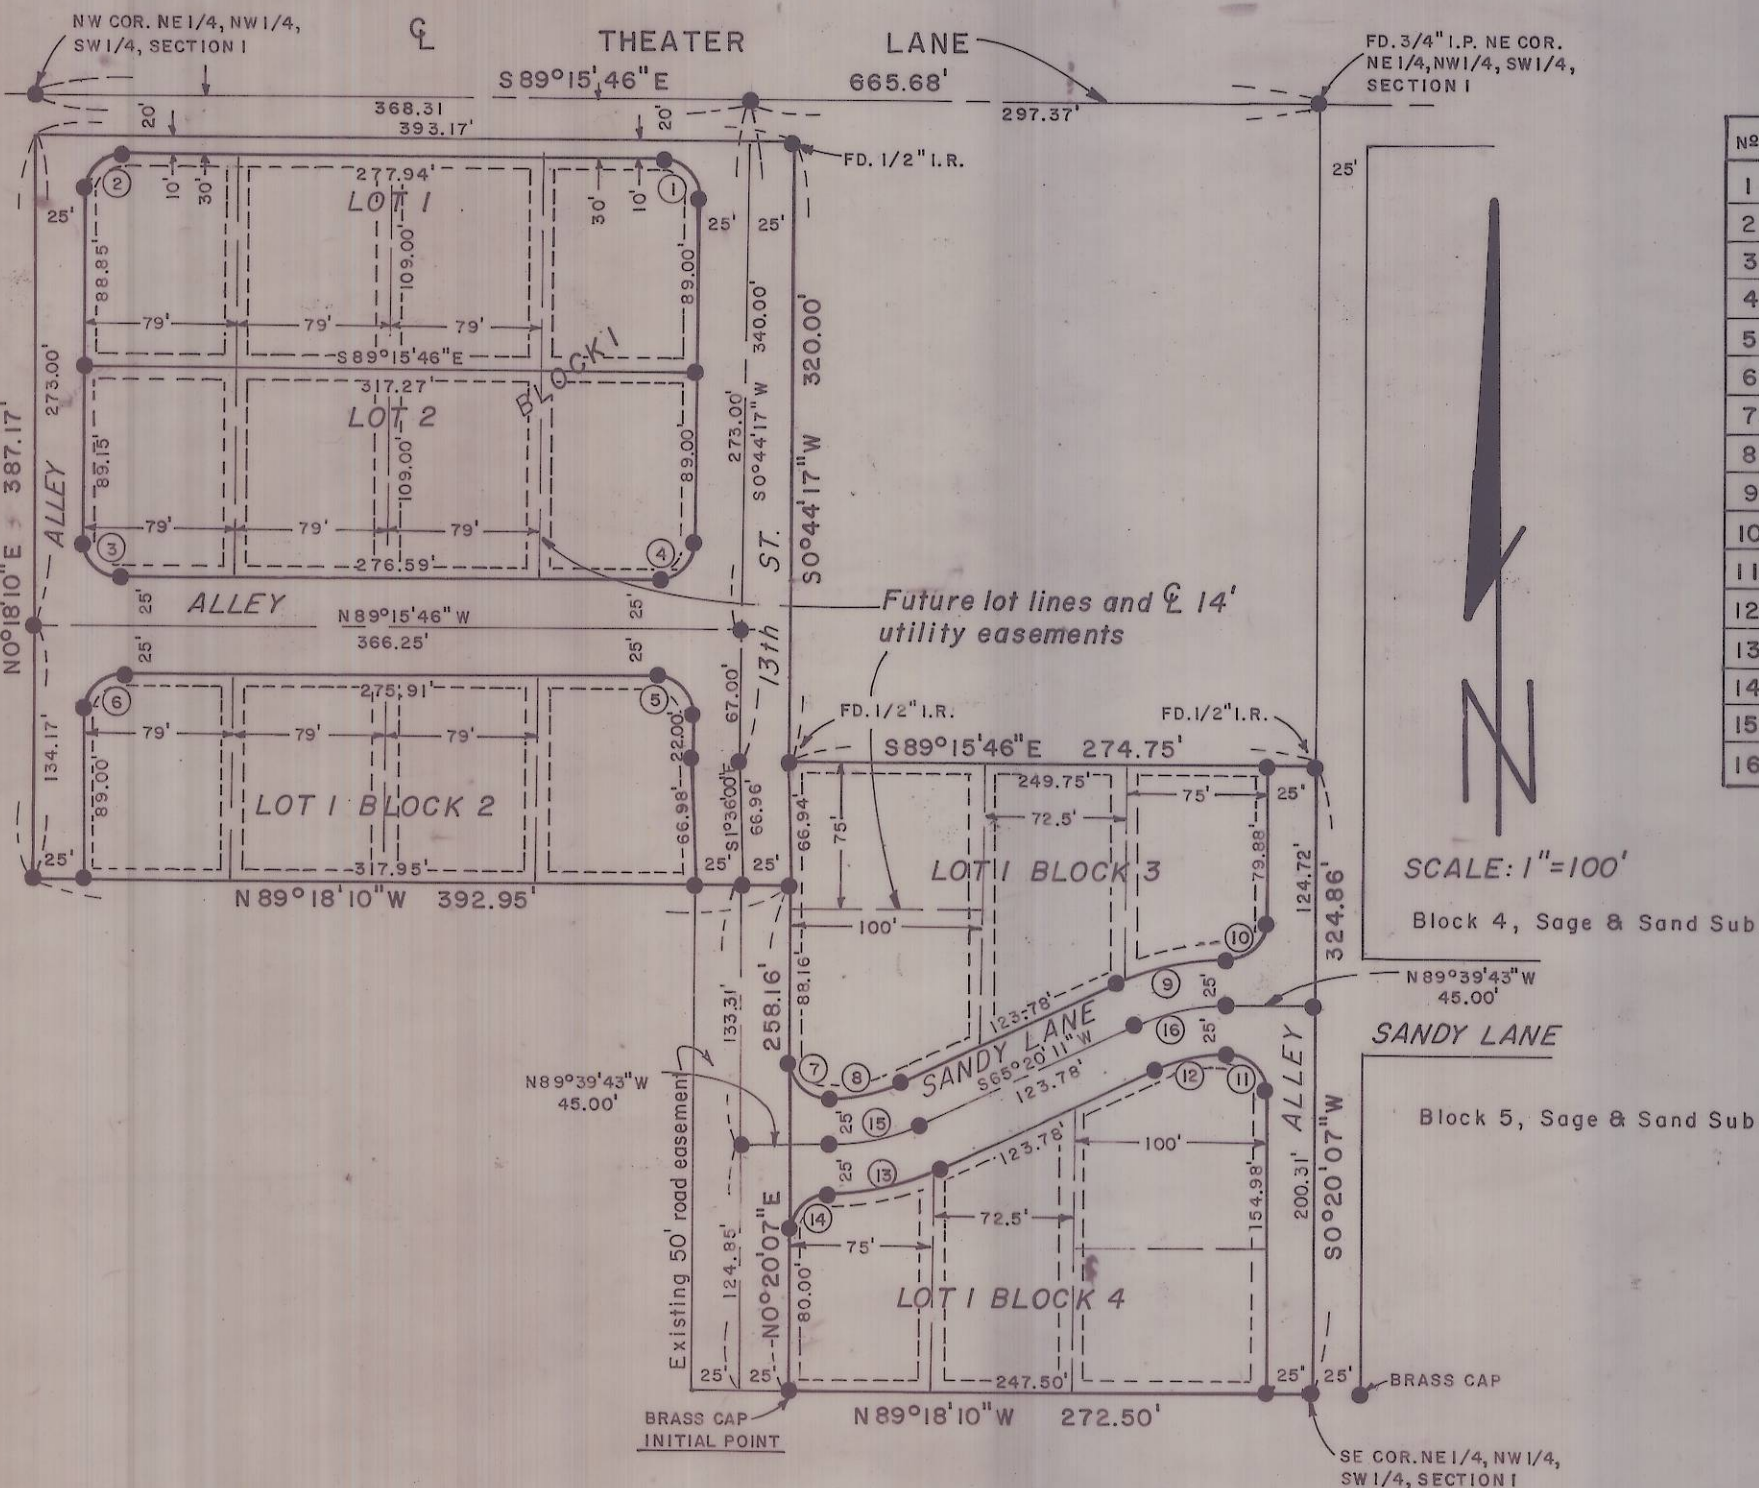 NW COR. NE 1/4, NW 1/4,
SW 1/4, SECTION 1
℄ THEATER LANE
FD. 3/4" I.P. NE COR.
NE 1/4, NW 1/4, SW 1/4,
SECTION 1
S 89°15'46" E 665.68'
368.31
393.17'
297.37'
20'
20'
FD. 1/2" I.R.
25'
Nº
1
2
3
4
5
6
7
8
9
10
11
12
13
14
15
16
2
10'
30'
277.94'
LOT 1
30'
10'
1
25'
25'
25'
88.85'
109.00'
89.00'
79'
79'
79'
S 89°15'46" E
317.27'
BLOCK 1
LOT 2
273.00'
ALLEY
N0°18'10"E 387.17'
89.15'
109.00'
89.00'
273.00'
S0°44'17"W 340.00'
S0°44'17"W 320.00'
79'
79'
79'
3
276.59'
4
13th ST.
25'
ALLEY
25'
N 89°15'46" W
366.25'
25'
25'
Future lot lines and ℄ 14'
utility easements
6
275.91'
5
79'
79'
79'
134.17'
89.00'
LOT 1 BLOCK 2
22.00'
66.98'
67.00'
S1°36'00"E
66.96'
66.94'
25'
317.95'
25'
25'
N 89°18'10" W 392.95'
FD. 1/2" I.R.
FD. 1/2" I.R.
S 89°15'46" E 274.75'
249.75'
75'
25'
75'
72.5'
LOT 1 BLOCK 3
79.88'
124.72'
324.86'
100'
SCALE: 1"=100'
Block 4, Sage & Sand Sub
10
9
25'
N 89°39'43" W
45.00'
88.16'
258.16'
133.31'
123.78'
SANDY LANE
S65°20'11"W
123.78'
16
25'
SANDY LANE
7
8
12
11
N 89°39'43" W
45.00'
25'
15
25'
13
123.78'
100'
ALLEY
Block 5, Sage & Sand Sub
14
72.5'
75'
154.98'
200.31'
S0°20'07"W
Existing 50' road easement
124.85'
N0°20'07"E
80.00'
LOT 1 BLOCK 4
25'
25'
247.50'
25'
25'
BRASS CAP
BRASS CAP
INITIAL POINT
N 89°18'10" W 272.50'
SE COR. NE 1/4, NW 1/4,
SW 1/4, SECTION 1
N